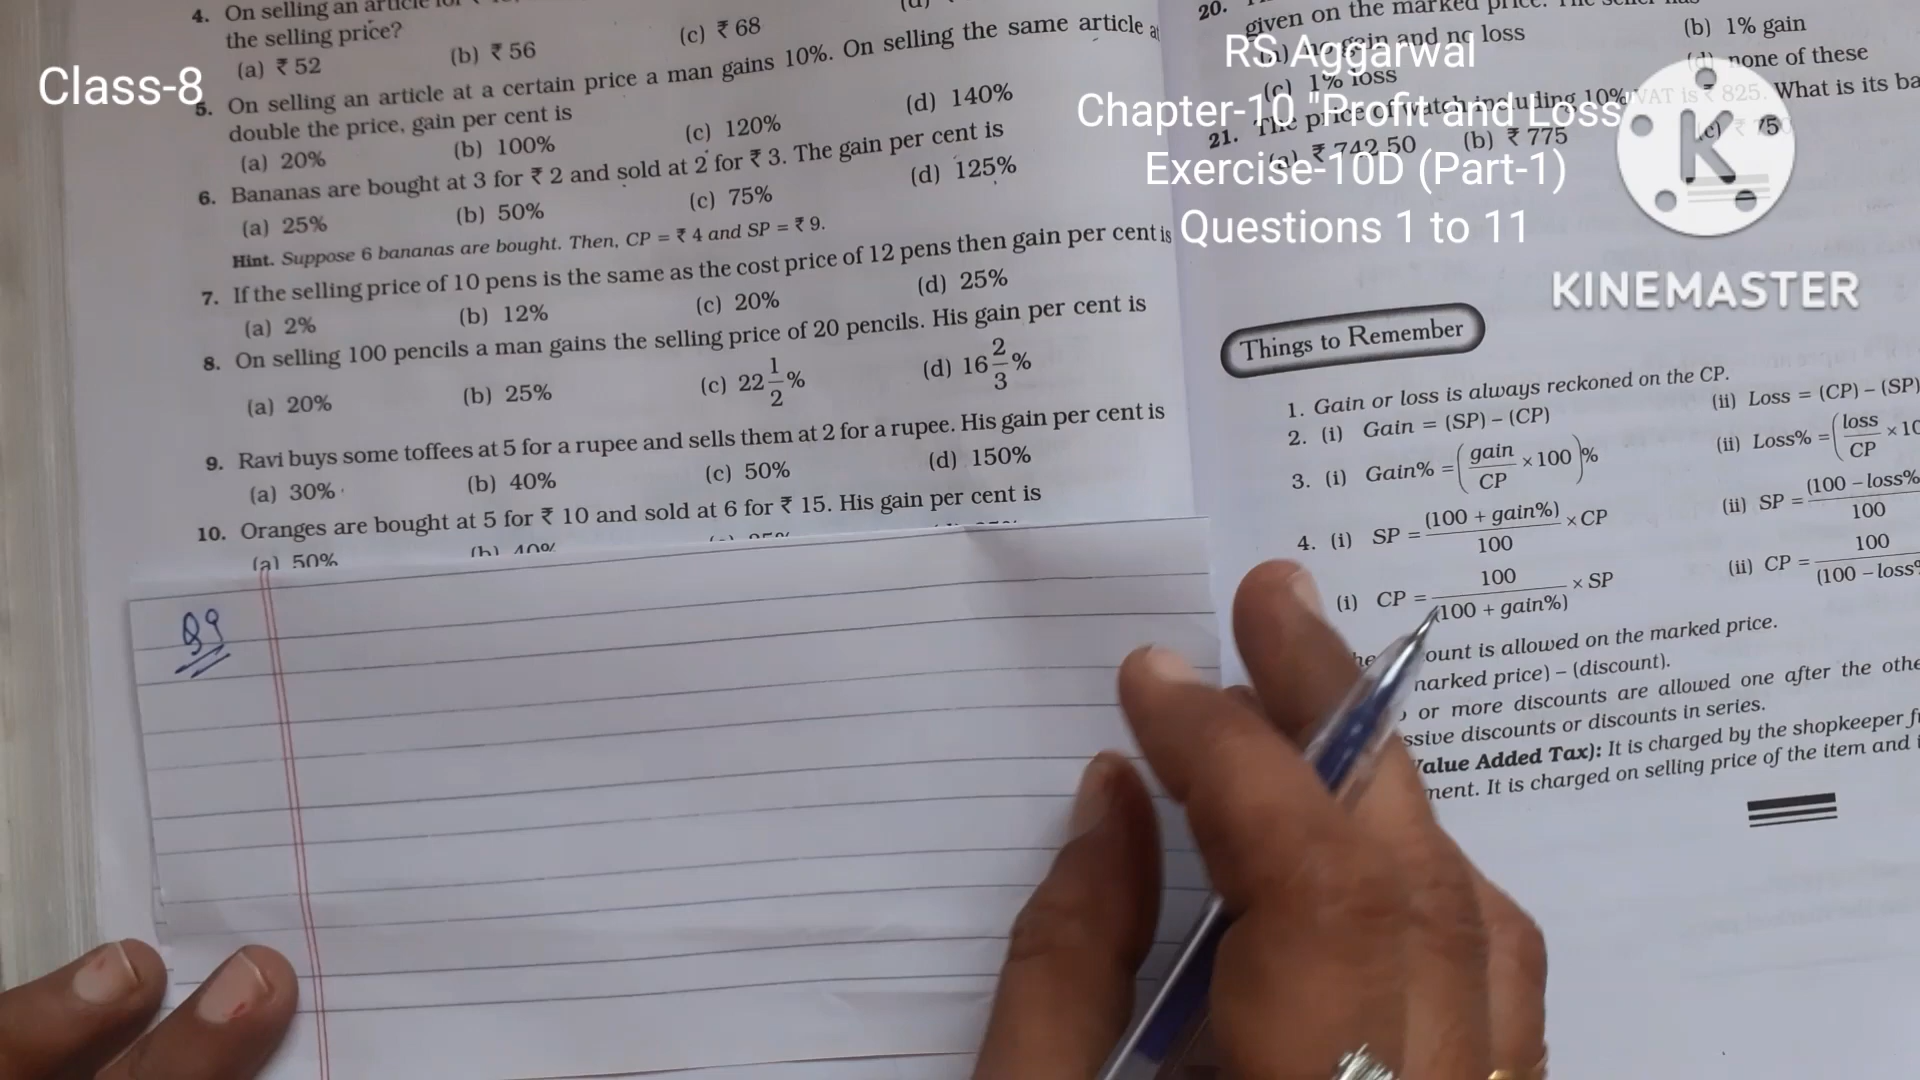 4. On selling an article for
the selling price?
(a) ₹ 52 (b) ₹ 56 (c) ₹ 68 (d)
5. On selling an article at a certain price a man gains 10%. On selling the same article at
double the price, gain per cent is
(a) 20% (b) 100% (c) 120% (d) 140%
6. Bananas are bought at 3 for ₹ 2 and sold at 2 for ₹ 3. The gain per cent is
(a) 25% (b) 50% (c) 75% (d) 125%
Hint. Suppose 6 bananas are bought. Then, CP = ₹ 4 and SP = ₹ 9.
7. If the selling price of 10 pens is the same as the cost price of 12 pens then gain per cent is
(a) 2% (b) 12% (c) 20% (d) 25%
8. On selling 100 pencils a man gains the selling price of 20 pencils. His gain per cent is
(a) 20% (b) 25% (c) 22 1/2 % (d) 16 2/3 %
9. Ravi buys some toffees at 5 for a rupee and sells them at 2 for a rupee. His gain per cent is
(a) 30% (b) 40% (c) 50% (d) 150%
10. Oranges are bought at 5 for ₹ 10 and sold at 6 for ₹ 15. His gain per cent is
(a) 50% (b) 40%
Q9
Class-8
RS Aggarwal
Chapter-10 "Profit and Loss"
Exercise-10D (Part-1)
Questions 1 to 11
K
KINEMASTER
20.
given on the marked price.
no gain and no loss (b) 1% gain
(c) 1% loss (d) none of these
21. The price of watch including 10% VAT is ₹ 825. What is its
(a) ₹ 742.50 (b) ₹ 775 (c) ₹
Things to Remember
1. Gain or loss is always reckoned on the CP.
2. (i) Gain = (SP) – (CP) (ii) Loss = (CP) – (SP)
3. (i) Gain% = (gain/CP × 100)% (ii) Loss% = (loss/CP ×
4. (i) SP = (100 + gain%)/100 × CP (ii) SP = (100 – loss%/100
(i) CP = 100/(100 + gain%) × SP (ii) CP = 100/(100 – loss%
ount is allowed on the marked price.
narked price) – (discount).
or more discounts are allowed one after the
ssive discounts or discounts in series.
alue Added Tax): It is charged by the shopkeeper
ment. It is charged on selling price of the item and